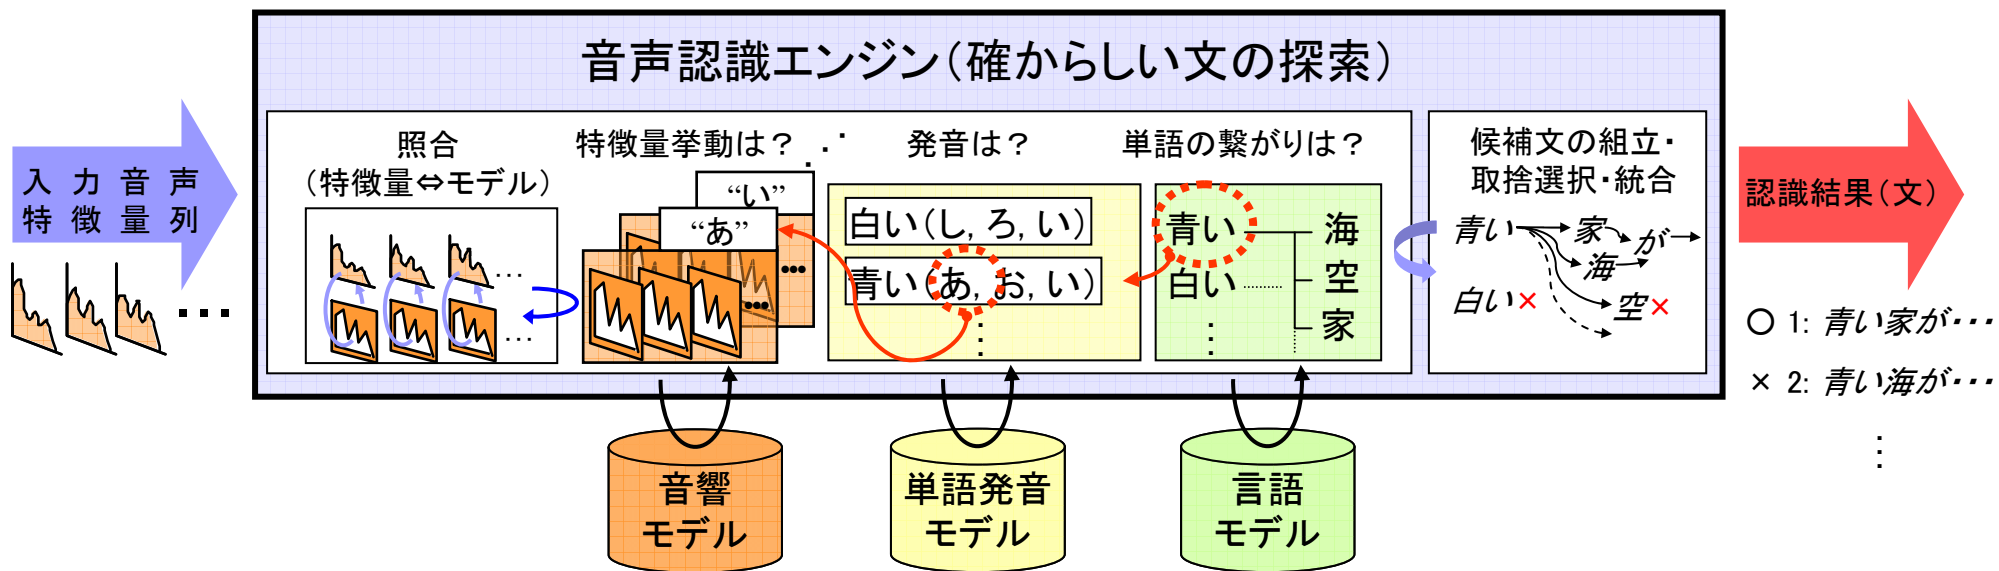 音声認識エンジン（確からしい文の探索）
入力音声
特徴量列
・・・
照合
（特徴量⇔モデル）
…
…
特徴量挙動は？
“い”
“あ”
•••
•••
発音は？
白い（し，ろ，い）
青い（あ，お，い）
⋮
単語の繋がりは？
青い
白い
⋮
海
空
家
候補文の組立・
取捨選択・統合
青い 家 が
海
白い× 空×
認識結果（文）
○ 1: 青い家が・・・
× 2: 青い海が・・・
⋮
音響
モデル
単語発音
モデル
言語
モデル